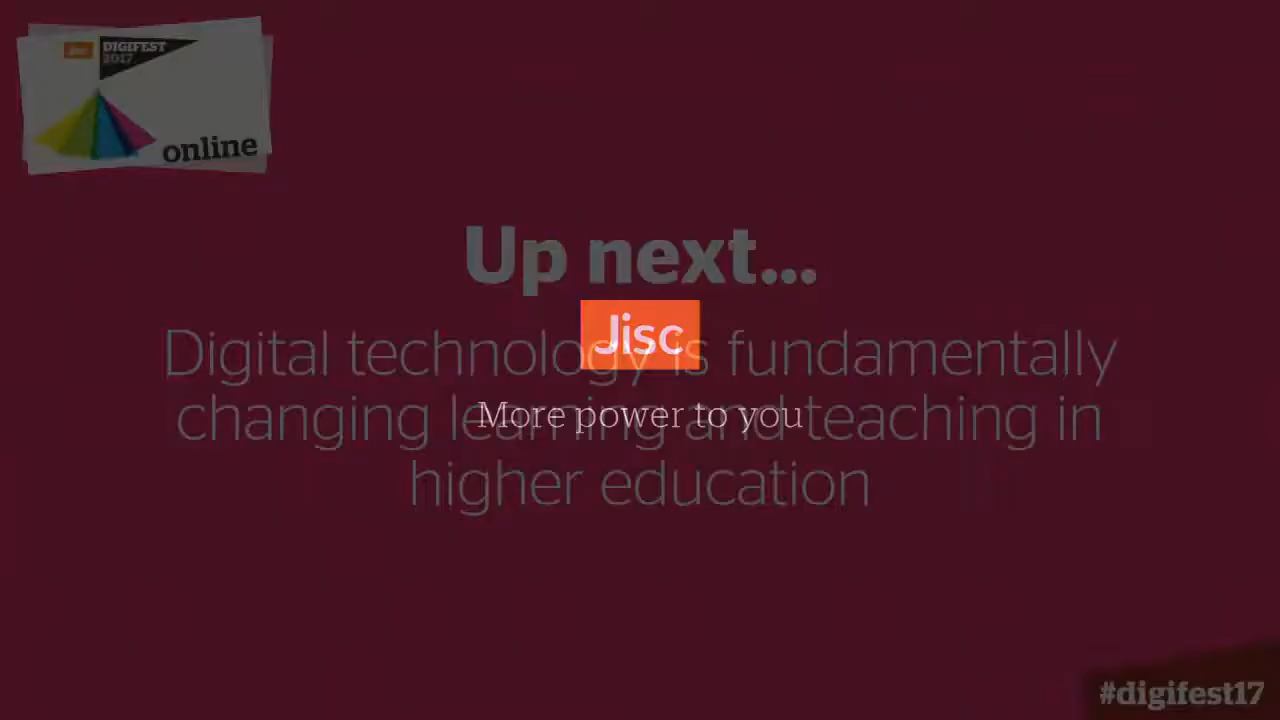 Jisc DIGIFEST
2017
online
Up next...
Jisc
Digital technology is fundamentally
More power to you
changing learning and teaching in
higher education
#digifest17